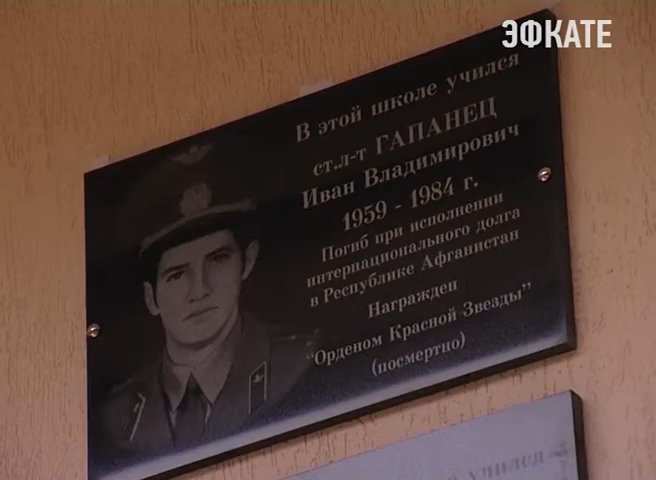 ЭФКАТЕ
В этой школе учился
ст.л-т ГАПАНЕЦ
Иван Владимирович
1959 - 1984 г.
Погиб при исполнении
интернационального долга
в Республике Афганистан
Награжден
"Орденом Красной Звезды"
(посмертно)
учился